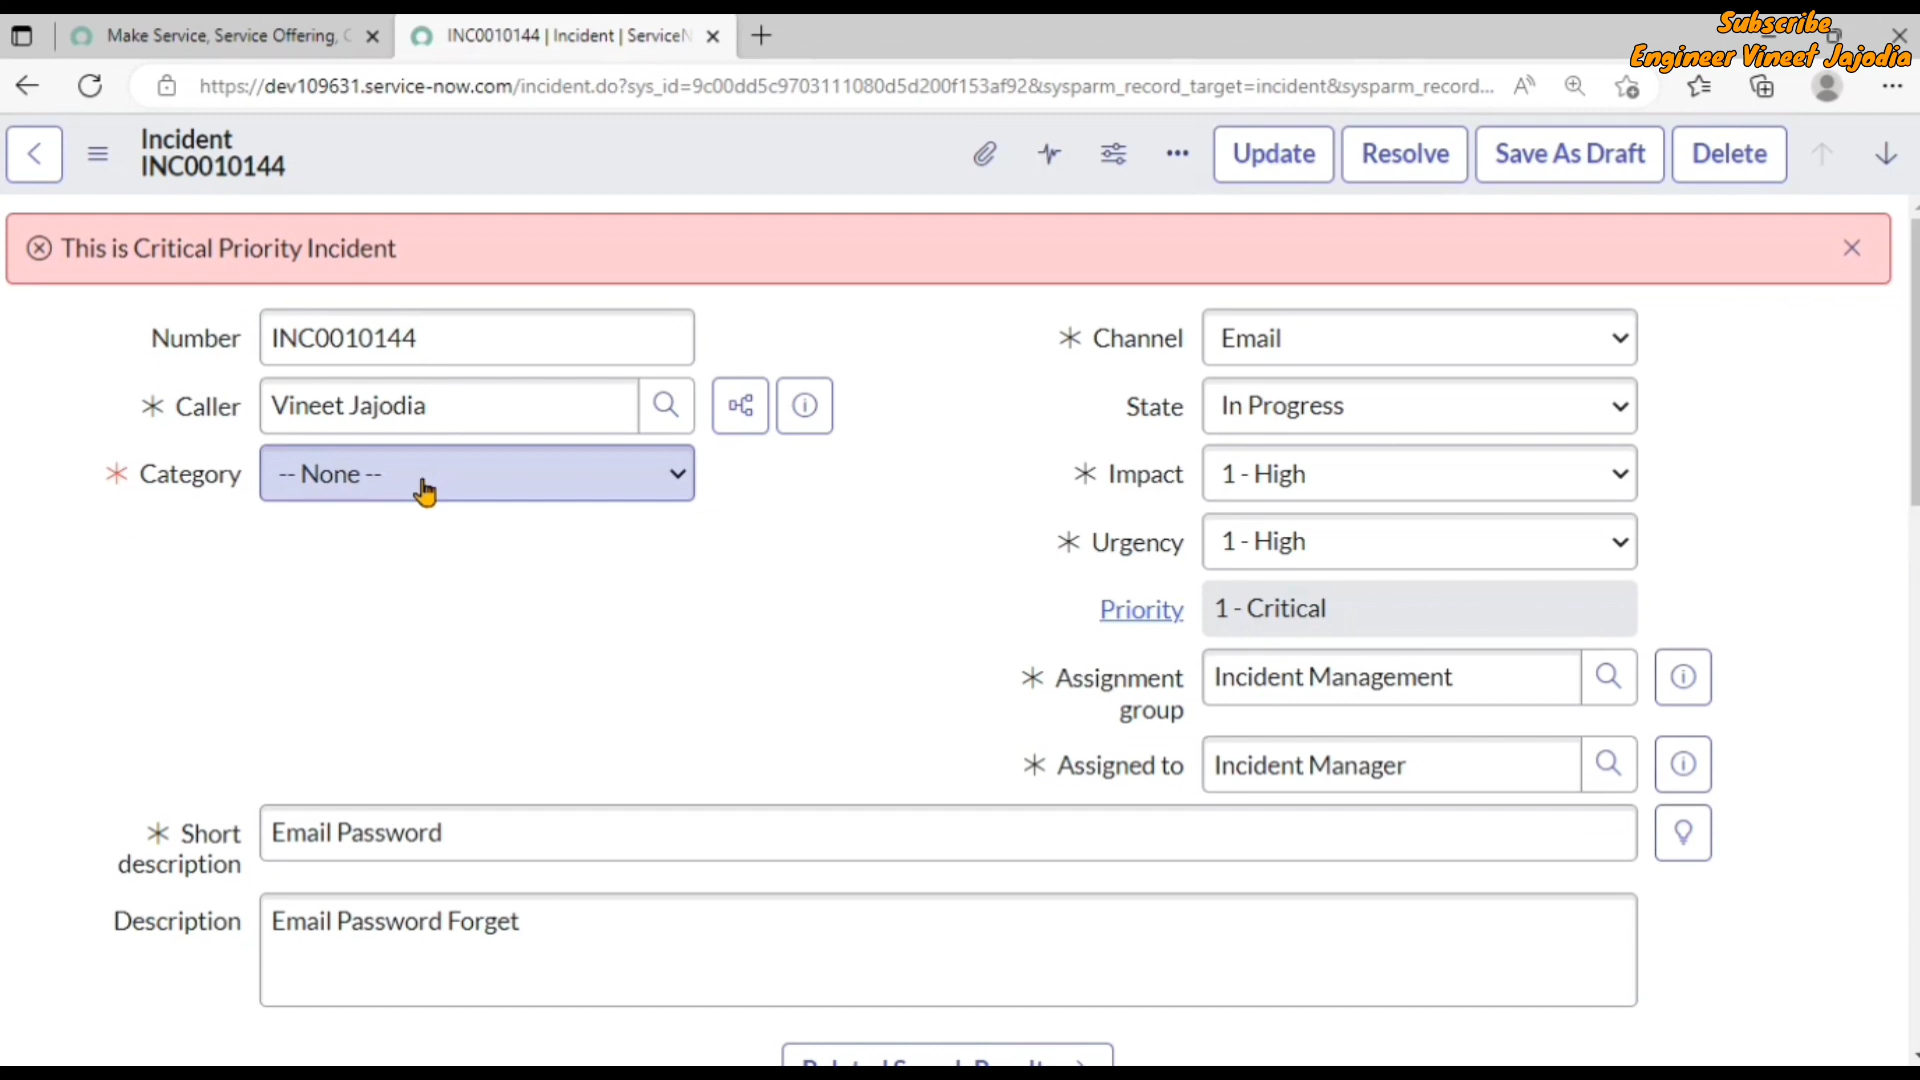 Subscribe
Engineer Vineet Jajodia
Make Service, Service Offering, C
INC0010144 | Incident | ServiceN
https://dev109631.service-now.com/incident.do?sys_id=9c00dd5c9703111080d5d200f153af92&sysparm_record_target=incident&sysparm_record...
Incident
INC0010144
Update
Resolve
Save As Draft
Delete
This is Critical Priority Incident
Number
INC0010144
Channel
Email
Caller
Vineet Jajodia
State
In Progress
Category
-- None --
Impact
1 - High
Urgency
1 - High
Priority
1 - Critical
Assignment
group
Incident Management
Assigned to
Incident Manager
Short
description
Email Password
Description
Email Password Forget